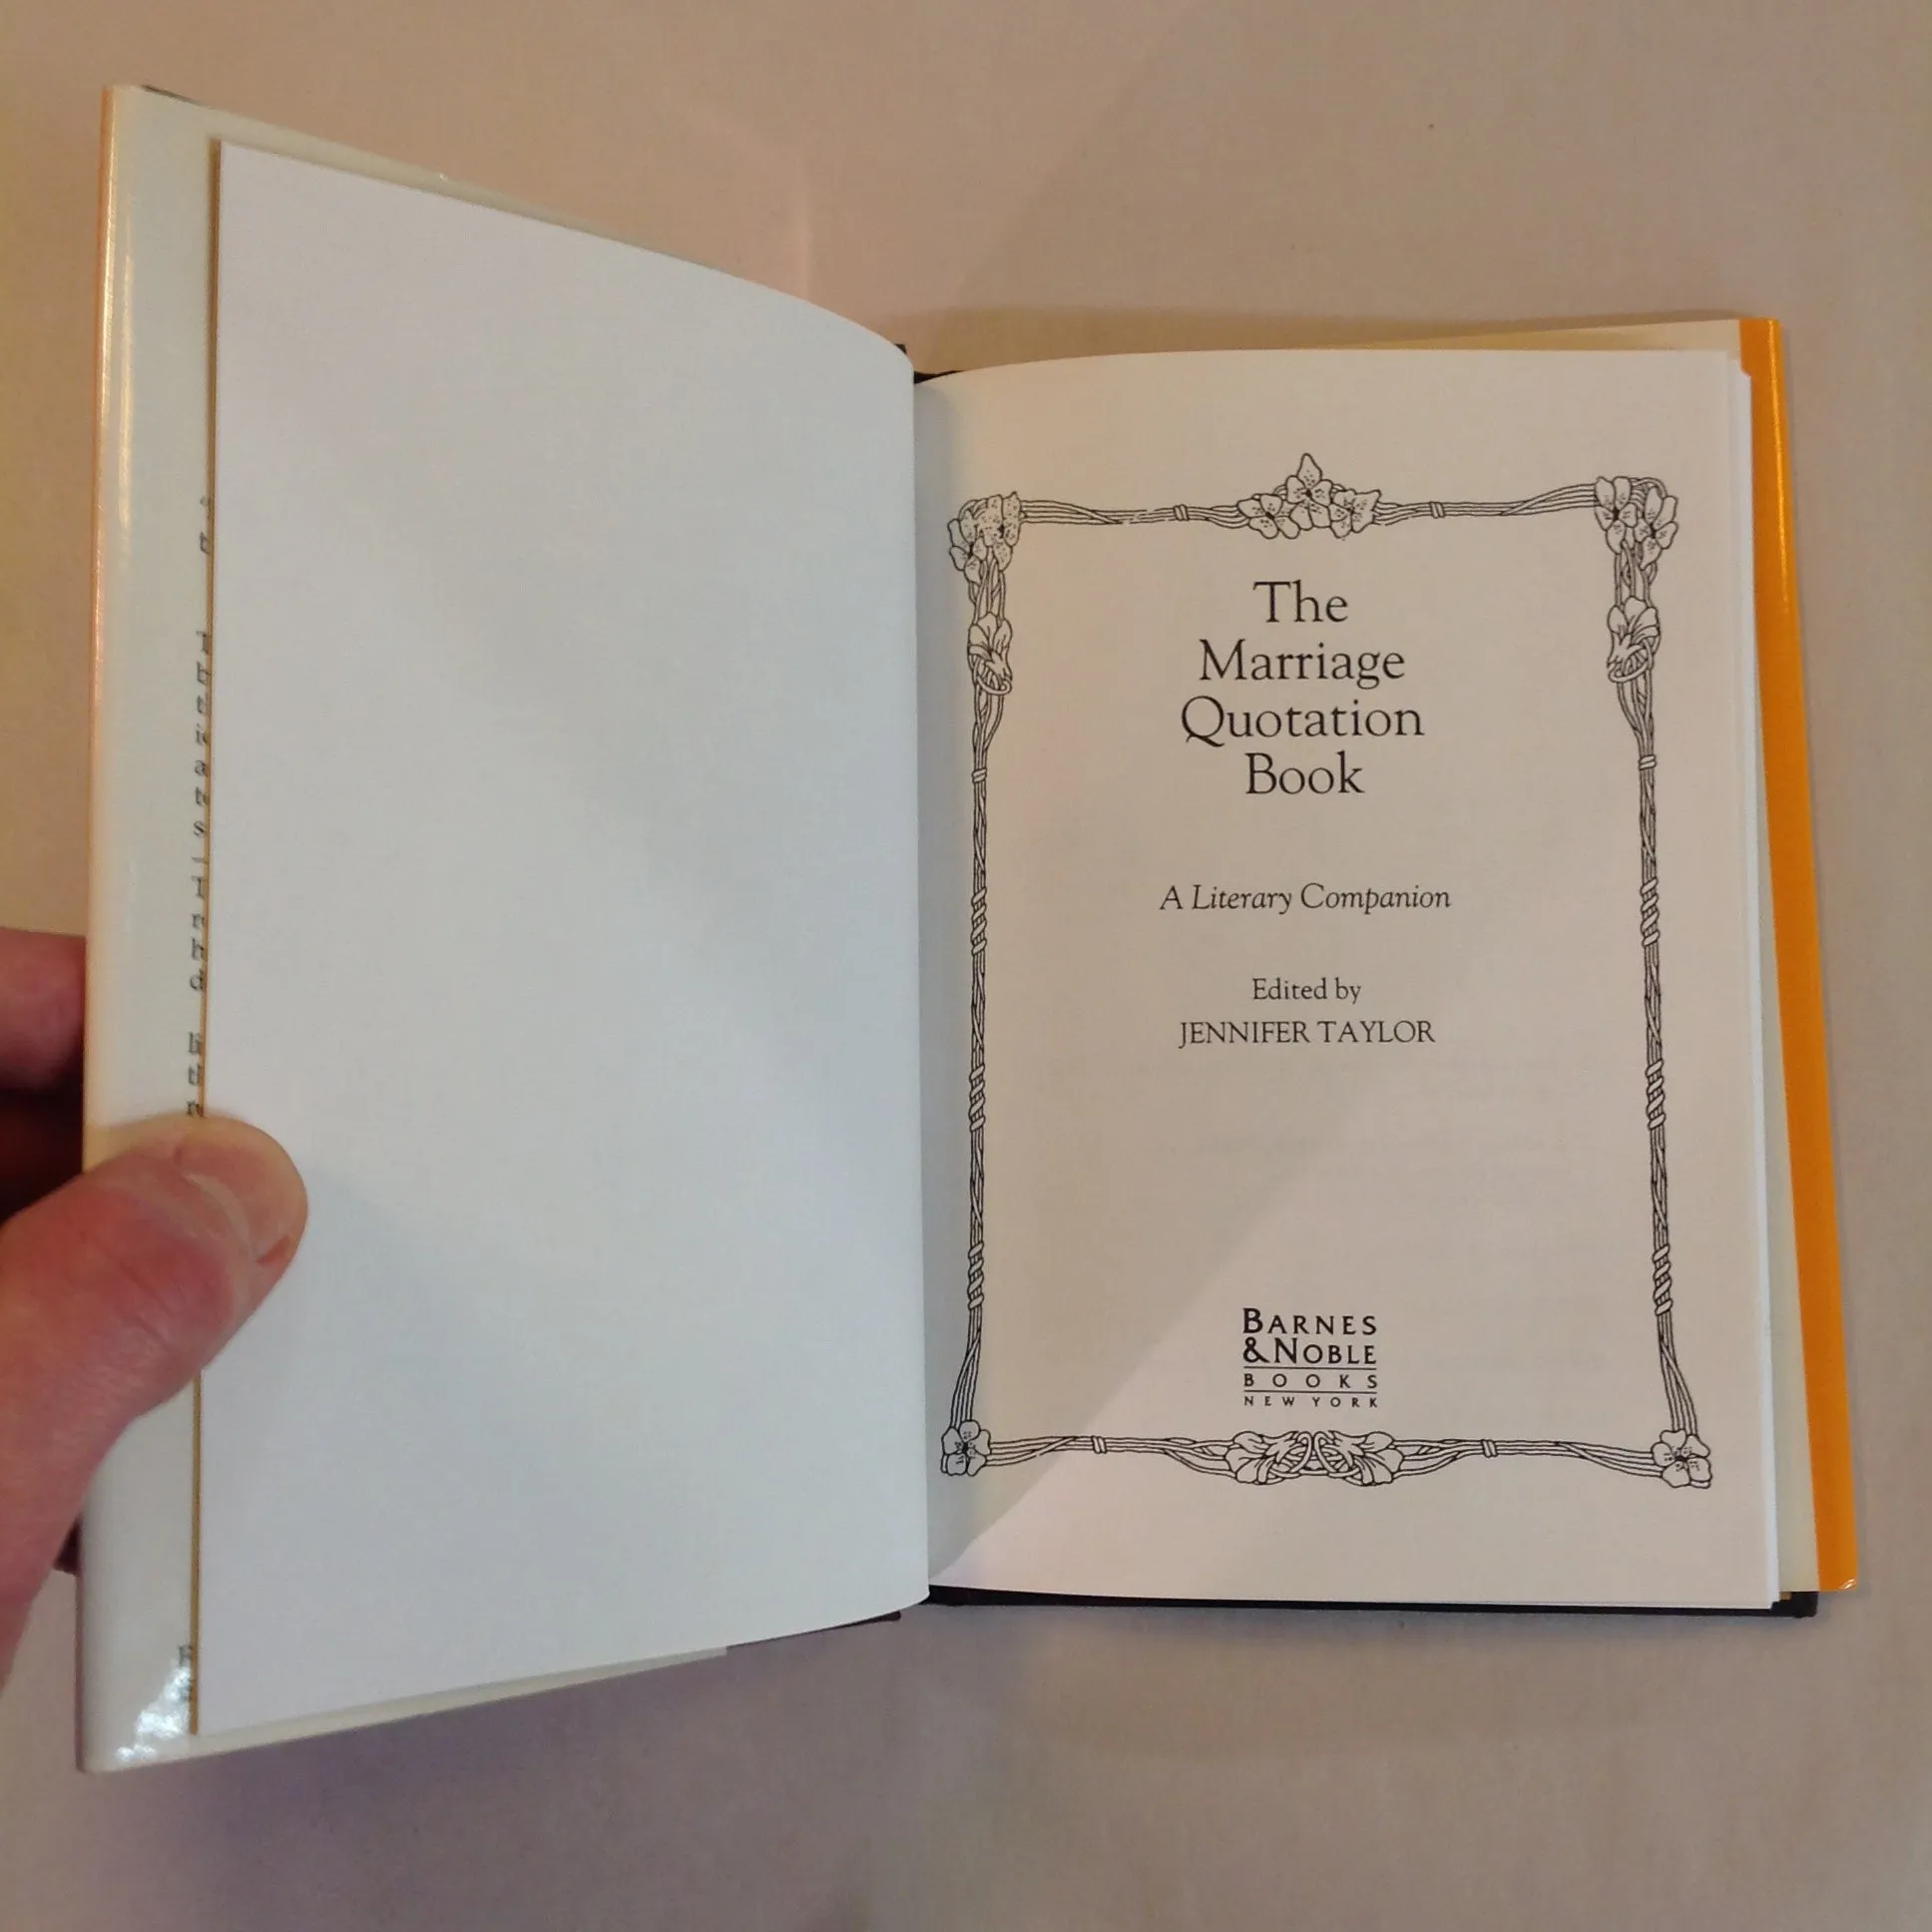 The
Marriage
Quotation
Book
A Literary Companion
Edited by
JENNIFER TAYLOR
BARNES
& NOBLE
BOOKS
NEW YORK